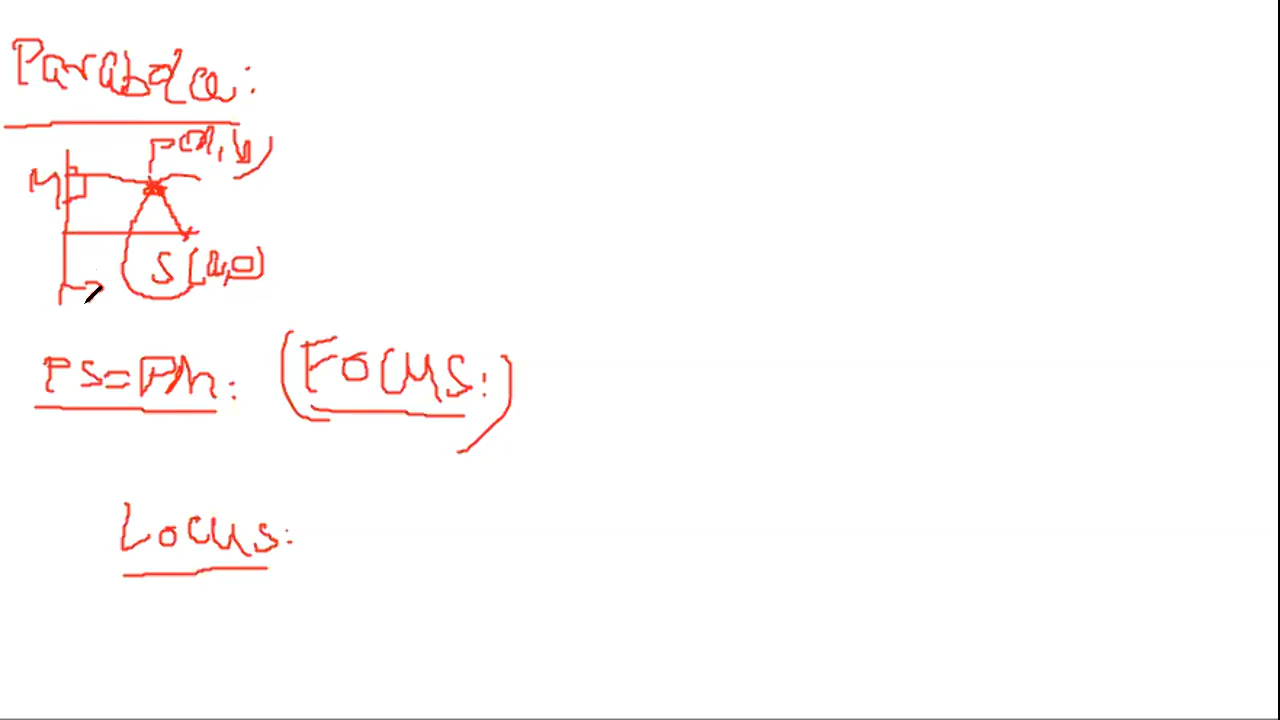 Parabola:
P(x, y)
M
S(a,0)
PS=PM: (Focus:)
Locus: